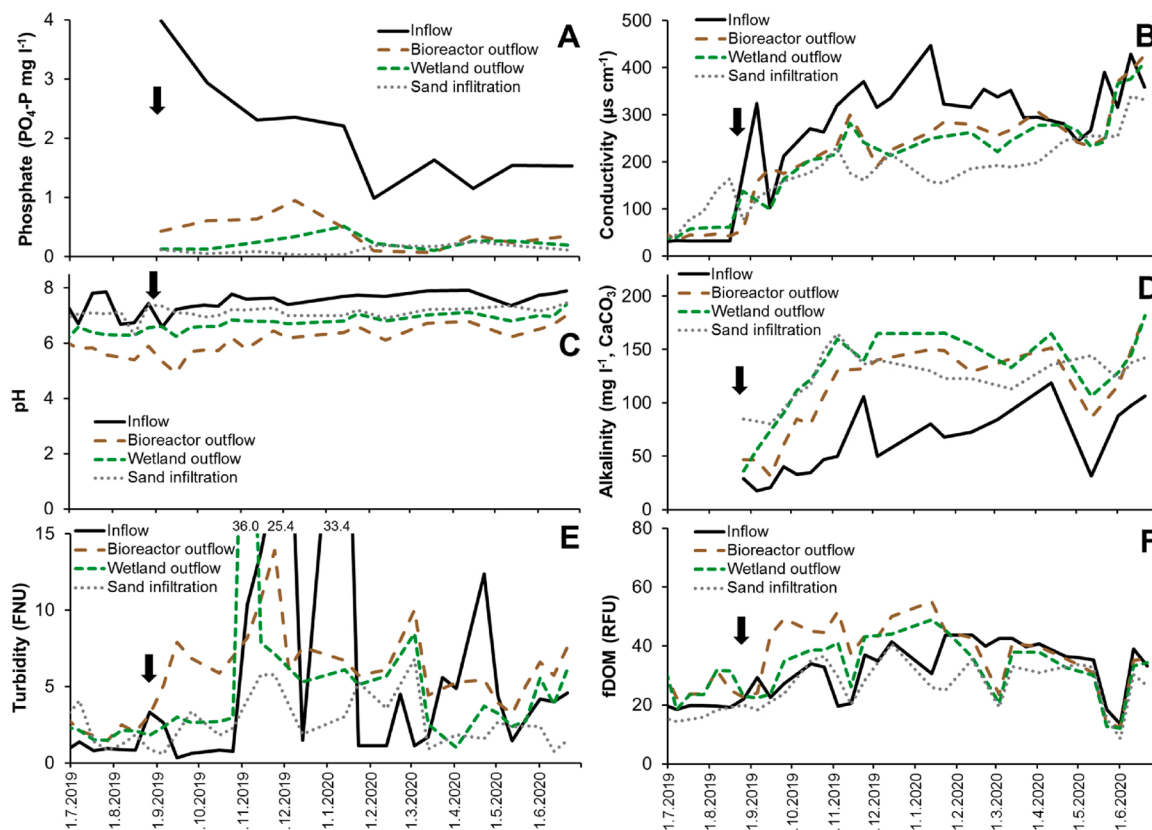 A
Phosphate (PO₄-P mg l⁻¹)
4
3
2
1
0
Inflow
Bioreactor outflow
Wetland outflow
Sand inflitration
B
Conductivity (µs cm⁻¹)
500
400
300
200
100
0
Inflow
Bioreactor outflow
Wetland outflow
Sand infiltration
C
pH
8
6
4
2
0
Inflow
Bioreactor outflow
Wetland outflow
Sand infiltration
D
Alkalinity (mg l⁻¹, CaCO₃)
200
150
100
50
0
Inflow
Bioreactor outflow
Wetland outflow
Sand infiltration
E
Turbidity (FNU)
15
10
5
0
Inflow
Bioreactor outflow
Wetland outflow
Sand infiltration
36.0 25.4 33.4
1.7.2019
1.8.2019
1.9.2019
.10.2019
.11.2019
.12.2019
1.1.2020
1.2.2020
1.3.2020
1.4.2020
1.5.2020
1.6.2020
F
fDOM (RFU)
80
60
40
20
0
Inflow
Bioreactor outflow
Wetland outflow
Sand infiltration
1.7.2019
1.8.2019
1.9.2019
.10.2019
.11.2019
.12.2019
1.1.2020
1.2.2020
1.3.2020
1.4.2020
1.5.2020
1.6.2020